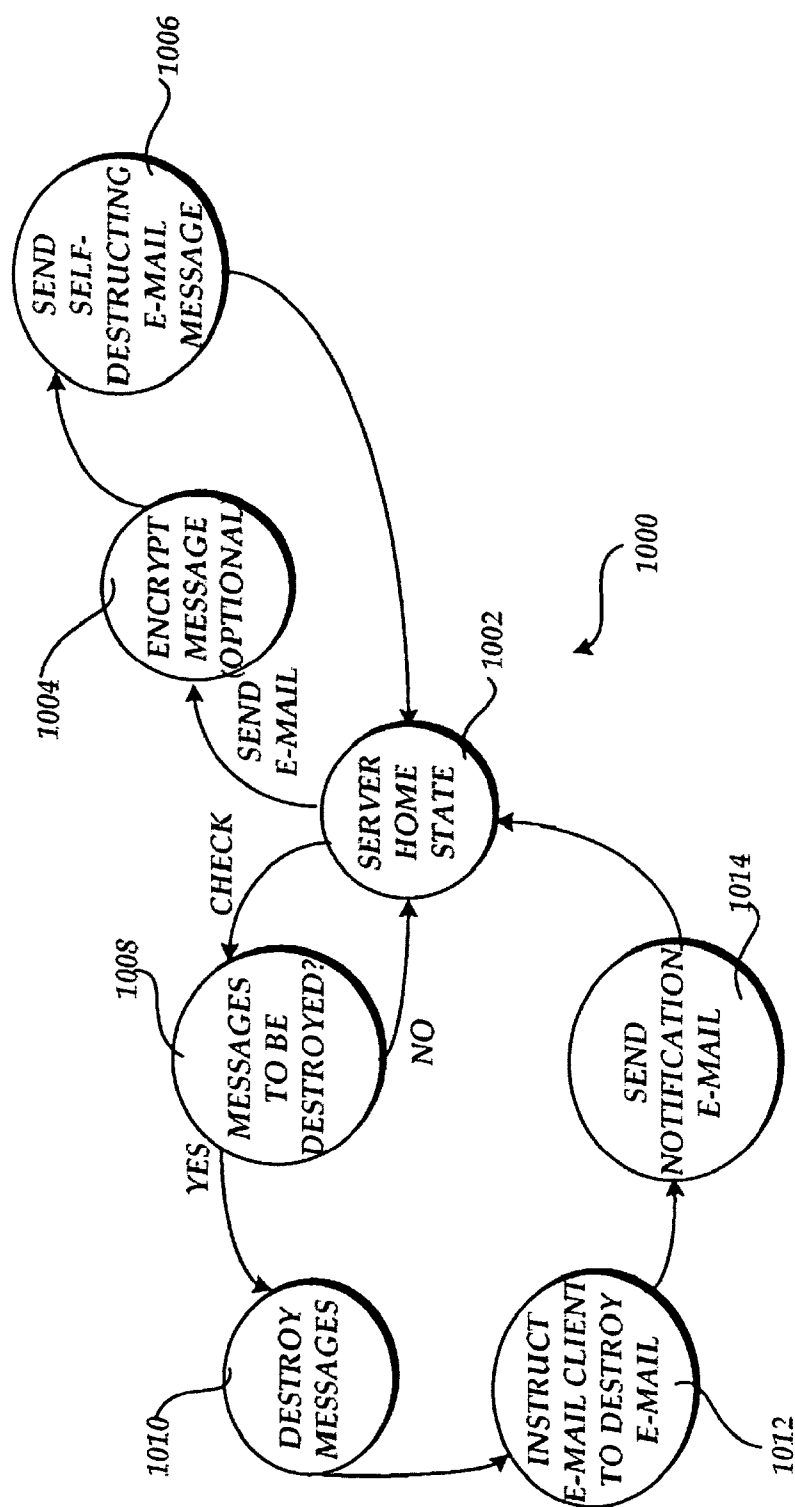 1006
SEND
SELF-
DESTRUCTING
E-MAIL
MESSAGE
1004
ENCRYPT
MESSAGE
(OPTIONAL)
SEND
E-MAIL
1000
1002
SERVER
HOME
STATE
CHECK
1008
MESSAGES
TO BE
DESTROYED?
NO
YES
1010
DESTROY
MESSAGES
1012
INSTRUCT
E-MAIL CLIENT
TO DESTROY
E-MAIL
1014
SEND
NOTIFICATION
E-MAIL